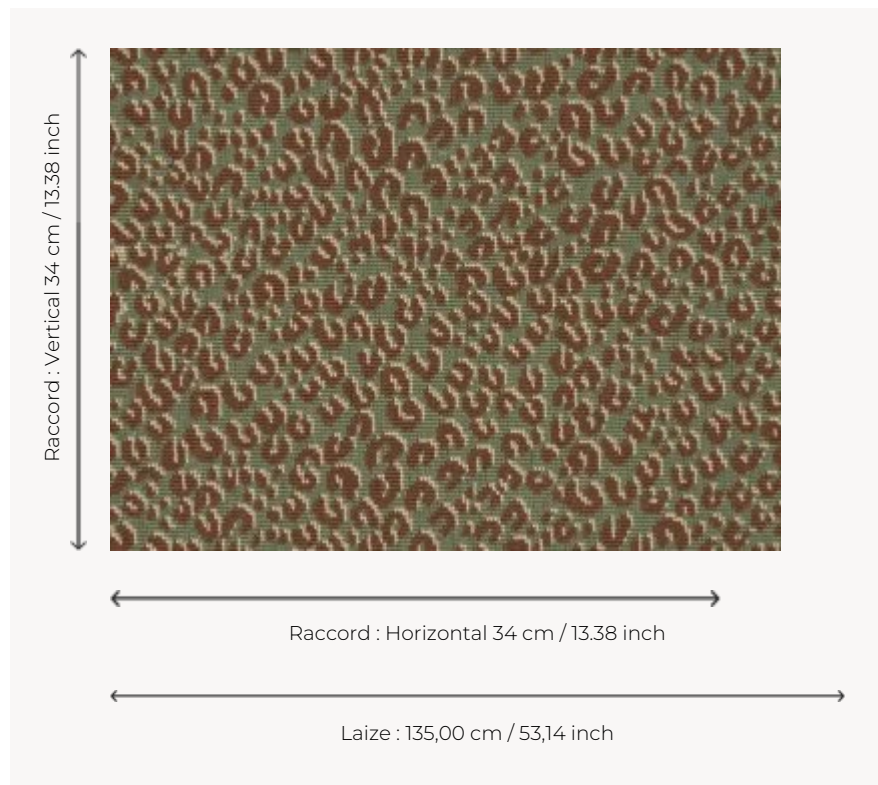 Raccord : Vertical 34 cm / 13.38 inch
Raccord : Horizontal 34 cm / 13.38 inch
Laize : 135,00 cm / 53,14 inch